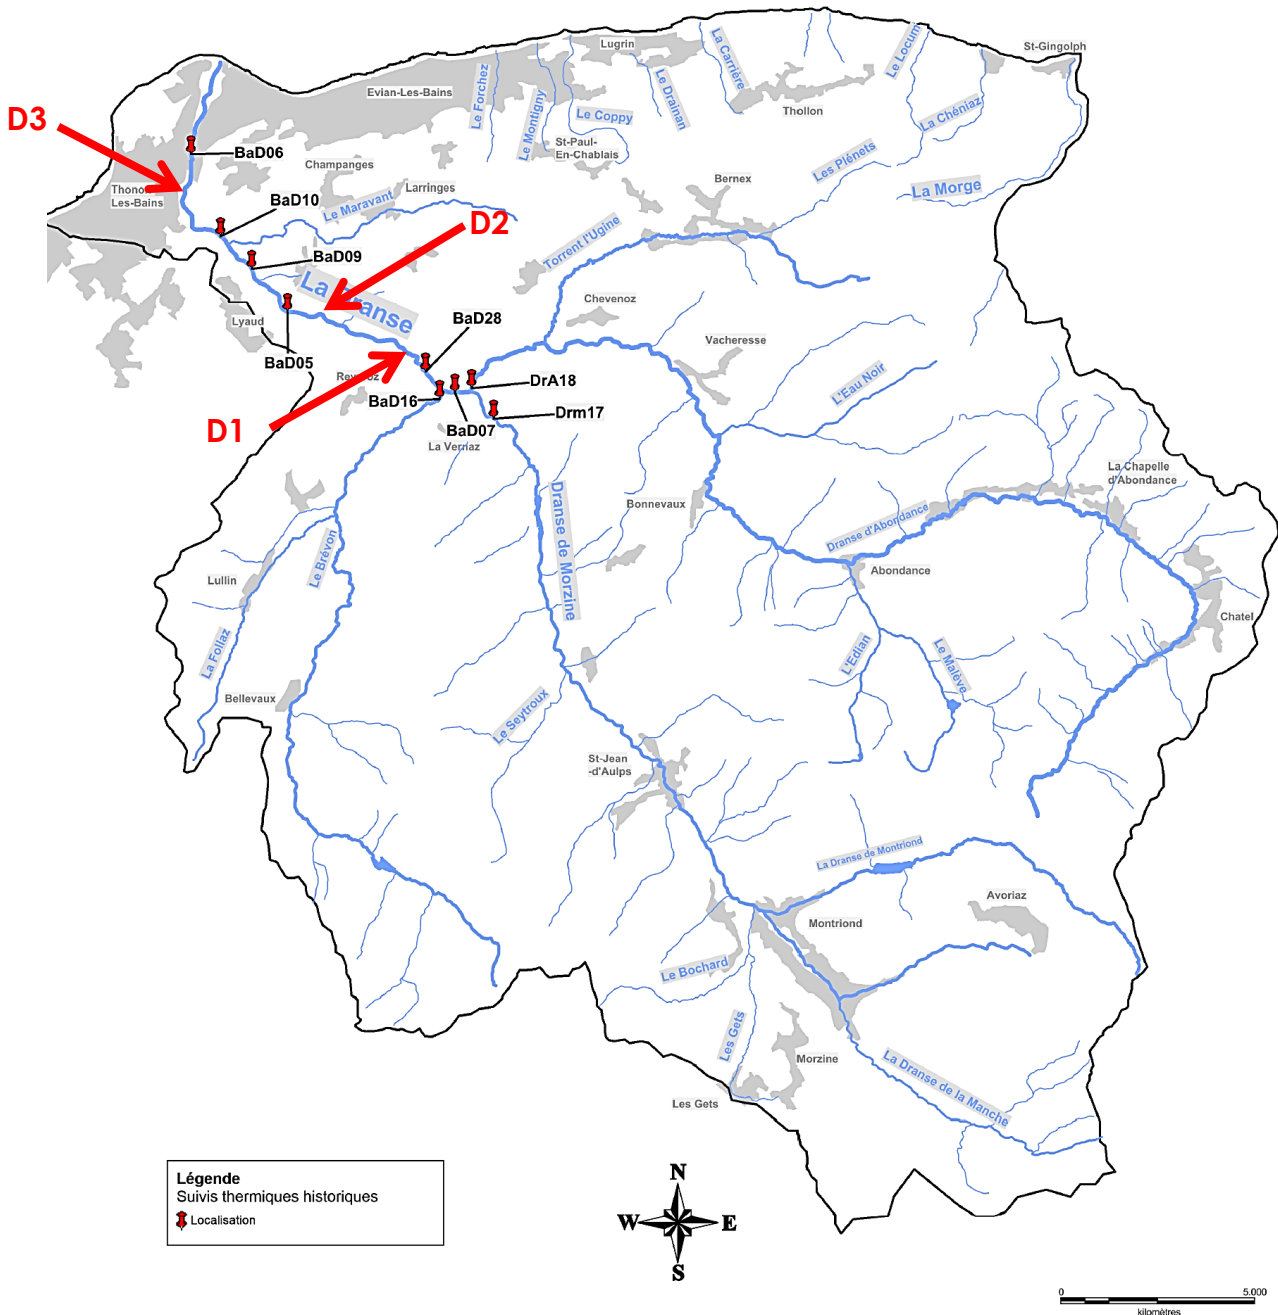 Lugrin
St-Gingolph
Evian-Les-Bains
Le Forchez
Le Montigny
Le Coppy
Le Drainan
La Carrière
Le Locum
Thollon
La Chéniaz
D3
BaD06
Champanges
St-Paul-
En-Chablais
Les Plénets
Bernex
La Morge
Thonon
Les-Bains
BaD10
Larringes
Le Maravant
D2
Torrent l'Ugine
BaD09
La Dranse
Chevenoz
Lyaud
BaD28
Vacheresse
BaD05
DrA18
L'Eau Noir
BaD16
Drm17
D1
BaD07
La Vernaz
La Chapelle
d'Abondance
Bonnevaux
Dranse d'Abondance
Dranse de Morzine
Le Brévon
Abondance
Lullin
Chatel
La Follaz
L'Edian
Le Malève
Bellevaux
Le Seytroux
St-Jean
-d'Aulps
La Dranse de Montriond
Avoriaz
Montriond
Le Bochard
Les Gets
Morzine
La Dranse de la Manche
Les Gets
Légende
Suivis thermiques historiques
Localisation
N
W
E
S
0
5.000
kilomètres